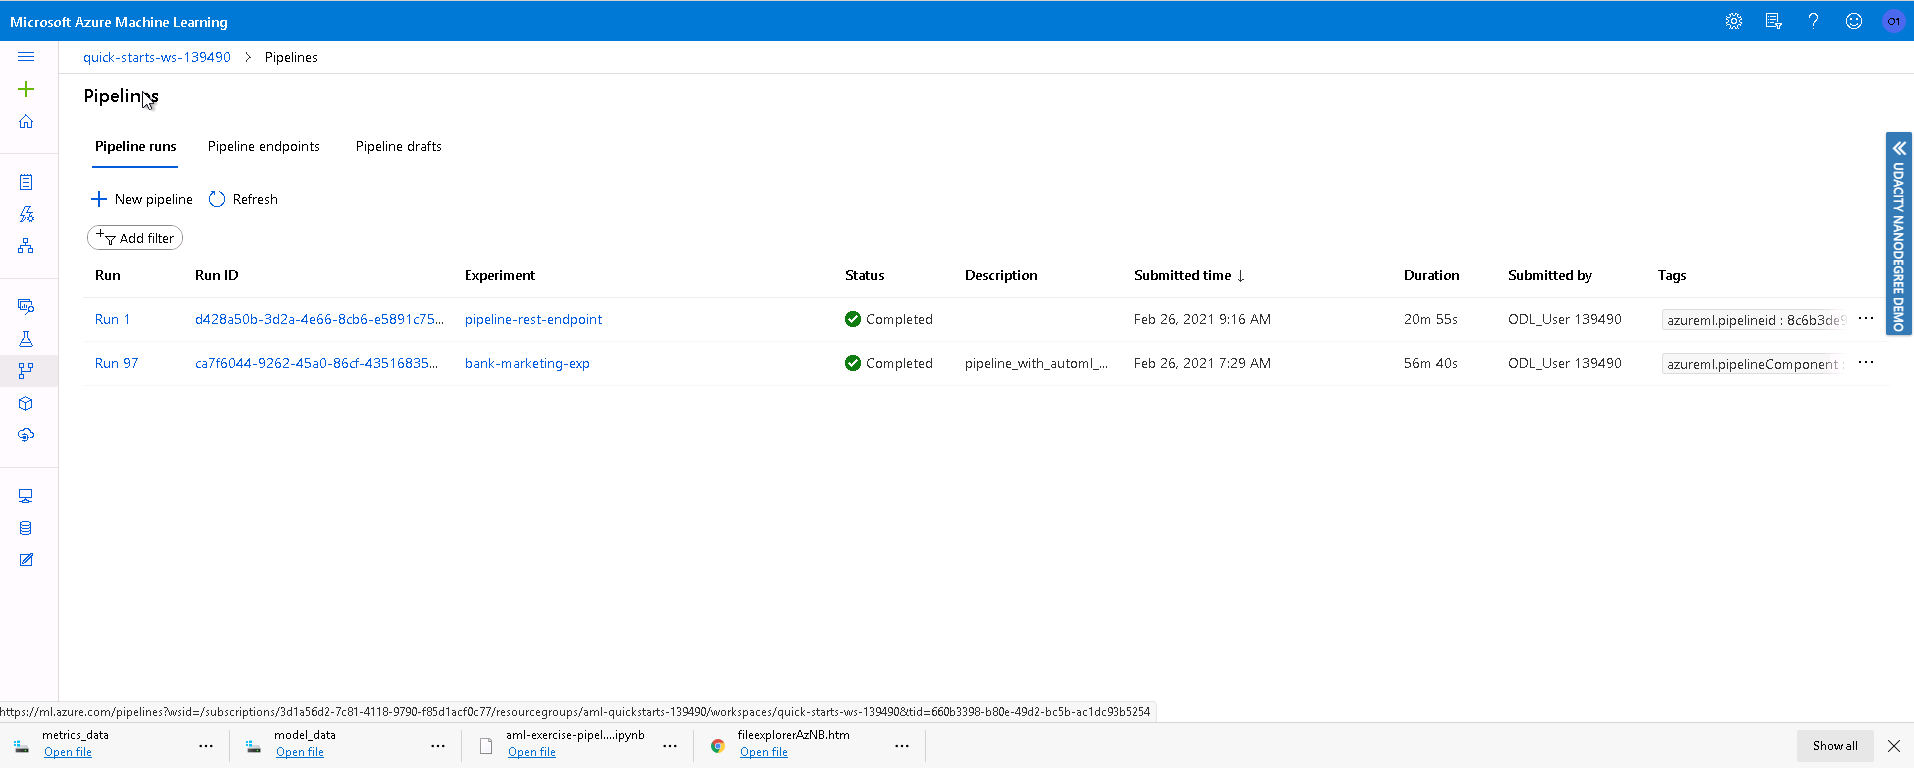 Microsoft Azure Machine Learning
01
quick-starts-ws-139490 > Pipelines
Pipelines
Pipeline runs Pipeline endpoints Pipeline drafts
New pipeline Refresh
Add filter
Run Run ID Experiment Status Description Submitted time ↓ Duration Submitted by Tags
Run 1 d428a50b-3d2a-4e66-8cb6-e5891c75... pipeline-rest-endpoint Completed Feb 26, 2021 9:16 AM 20m 55s ODL_User 139490 azureml.pipelineid : 8c6b3de9 ...
Run 97 ca7f6044-9262-45a0-86cf-43516835... bank-marketing-exp Completed pipeline_with_automl_... Feb 26, 2021 7:29 AM 56m 40s ODL_User 139490 azureml.pipelineComponent : ...
UDACITY NANODEGREE DEMO
https://ml.azure.com/pipelines?wsid=/subscriptions/3d1a56d2-7c81-4118-9790-f85d1acf0c77/resourcegroups/aml-quickstarts-139490/workspaces/quick-starts-ws-139490&tid=660b3398-b80e-49d2-bc5b-ac1dc93b5254
metrics_data ... model_data ... aml-exercise-pipel....ipynb ... fileexplorerAzNB.htm ... Show all
Open file Open file Open file Open file